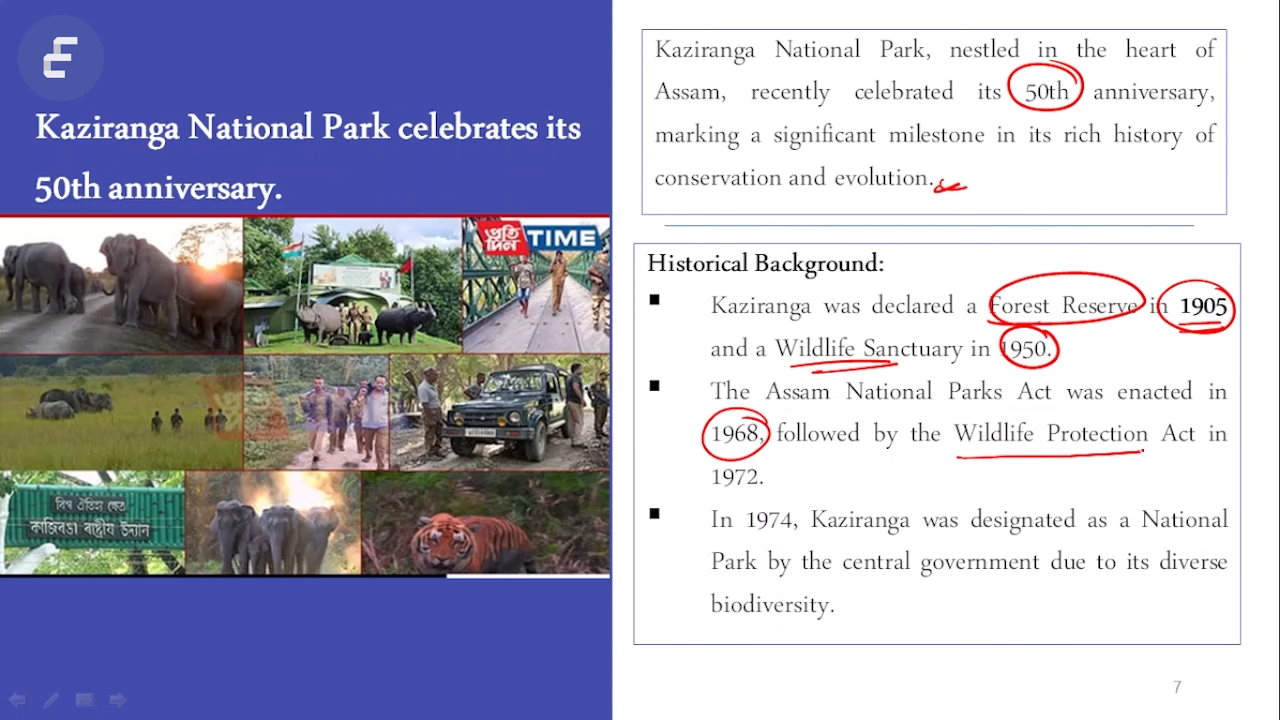 Kaziranga National Park celebrates its
50th anniversary.
প্ৰতি
দিন TIME
বিশ্ব ঐতিহ্য ক্ষেত্ৰ
কাজিৰঙা ৰাষ্ট্ৰীয় উদ্যান
Kaziranga National Park, nestled in the heart of
Assam, recently celebrated its 50th anniversary,
marking a significant milestone in its rich history of
conservation and evolution.
Historical Background:
▪ Kaziranga was declared a Forest Reserve in 1905
and a Wildlife Sanctuary in 1950.
▪ The Assam National Parks Act was enacted in
1968, followed by the Wildlife Protection Act in
1972.
▪ In 1974, Kaziranga was designated as a National
Park by the central government due to its diverse
biodiversity.
7